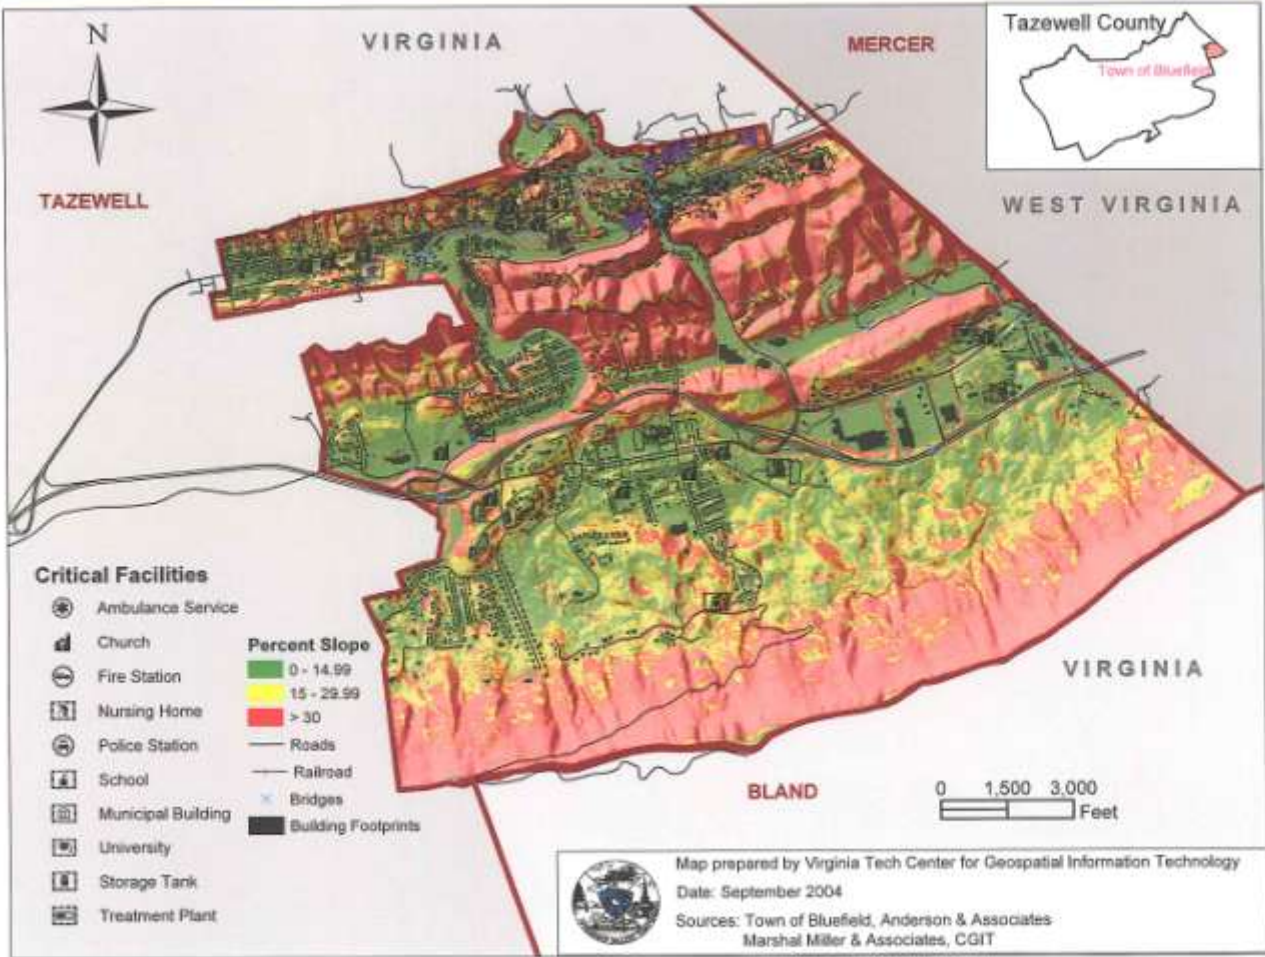 N
VIRGINIA
MERCER
Tazewell County
Town of Bluefield
TAZEWELL
WEST VIRGINIA
Critical Facilities
Ambulance Service
Church
Fire Station
Nursing Home
Police Station
School
Municipal Building
University
Storage Tank
Treatment Plant
Percent Slope
0 - 14.99
15 - 29.99
> 30
Roads
Railroad
Bridges
Building Footprints
VIRGINIA
BLAND
0 1,500 3,000
Feet
Map prepared by Virginia Tech Center for Geospatial Information Technology
Date: September 2004
Sources: Town of Bluefield, Anderson & Associates
Marshal Miller & Associates, CGIT